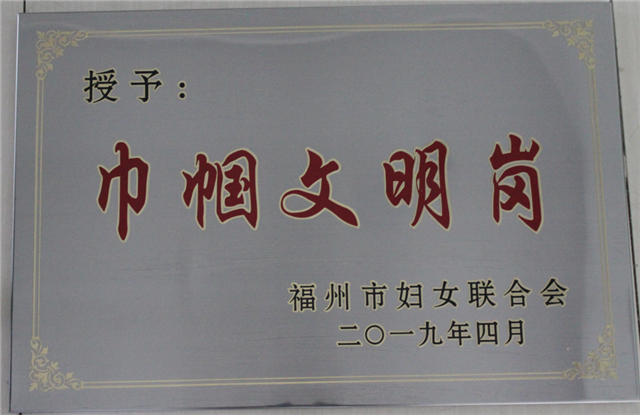 授予：
巾帼文明岗
福州市妇女联合会
二〇一九年四月